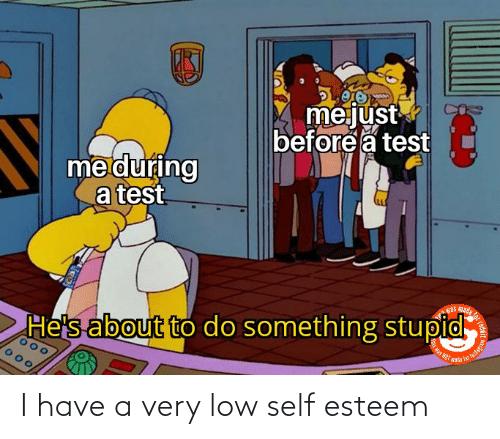 me just
before a test
me during
a test
He's about to do something stupid
I have a very low self esteem